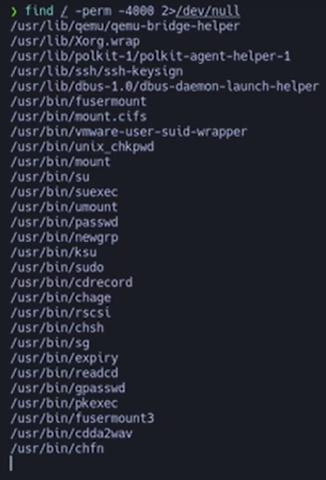 ❯ find / -perm -4000 2>/dev/null
/usr/lib/qemu/qemu-bridge-helper
/usr/lib/Xorg.wrap
/usr/lib/polkit-1/polkit-agent-helper-1
/usr/lib/ssh/ssh-keysign
/usr/lib/dbus-1.0/dbus-daemon-launch-helper
/usr/bin/fusermount
/usr/bin/mount.cifs
/usr/bin/vmware-user-suid-wrapper
/usr/bin/unix_chkpwd
/usr/bin/mount
/usr/bin/su
/usr/bin/suexec
/usr/bin/umount
/usr/bin/passwd
/usr/bin/newgrp
/usr/bin/ksu
/usr/bin/sudo
/usr/bin/cdrecord
/usr/bin/chage
/usr/bin/rscsi
/usr/bin/chsh
/usr/bin/sg
/usr/bin/expiry
/usr/bin/readcd
/usr/bin/gpasswd
/usr/bin/pkexec
/usr/bin/fusermount3
/usr/bin/cdda2wav
/usr/bin/chfn